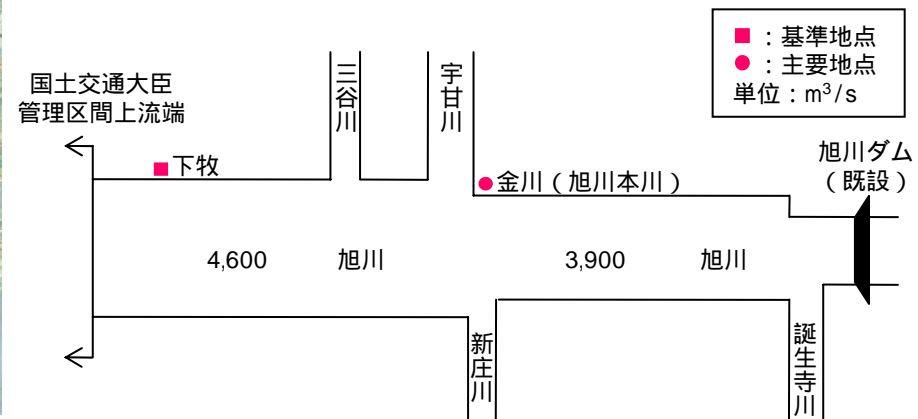 ■：基準地点
●：主要地点
単位：m³/s
国土交通大臣
管理区間上流端
三谷川
宇甘川
旭川ダム
（既設）
■下牧
●金川（旭川本川）
4,600 旭川
3,900 旭川
新庄川
誕生寺川